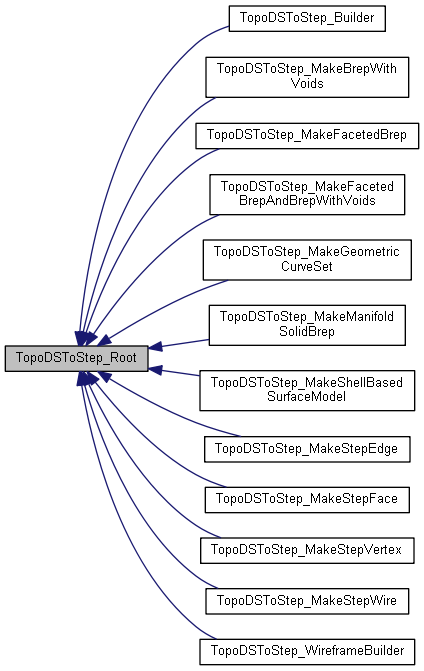 TopoDSToStep_Builder
TopoDSToStep_MakeBrepWith
Voids
TopoDSToStep_MakeFacetedBrep
TopoDSToStep_MakeFaceted
BrepAndBrepWithVoids
TopoDSToStep_MakeGeometric
CurveSet
TopoDSToStep_MakeManifold
SolidBrep
TopoDSToStep_Root
TopoDSToStep_MakeShellBased
SurfaceModel
TopoDSToStep_MakeStepEdge
TopoDSToStep_MakeStepFace
TopoDSToStep_MakeStepVertex
TopoDSToStep_MakeStepWire
TopoDSToStep_WireframeBuilder